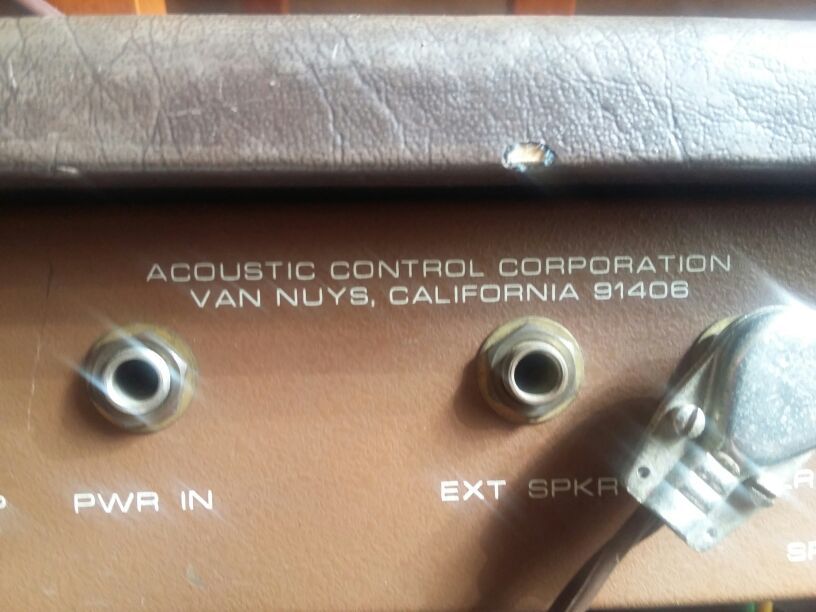 ACOUSTIC CONTROL CORPORATION
VAN NUYS, CALIFORNIA 91406
PWR IN
EXT SPKR